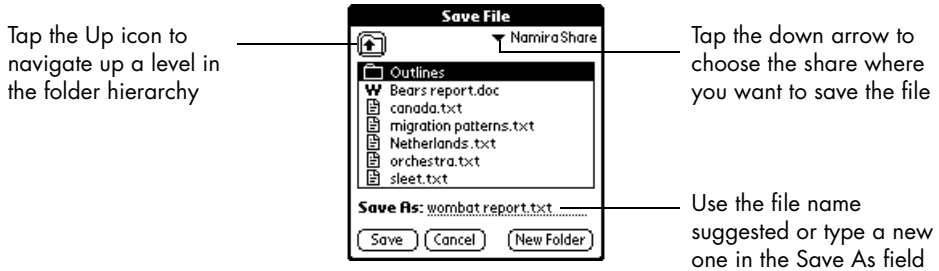 Tap the Up icon to
navigate up a level in
the folder hierarchy
Save File
NamiraShare
Outlines
Bears report.doc
canada.txt
migration patterns.txt
Netherlands.txt
orchestra.txt
sleet.txt
Save As: wombat report.txt
Save Cancel New Folder
Tap the down arrow to
choose the share where
you want to save the file
Use the file name
suggested or type a new
one in the Save As field